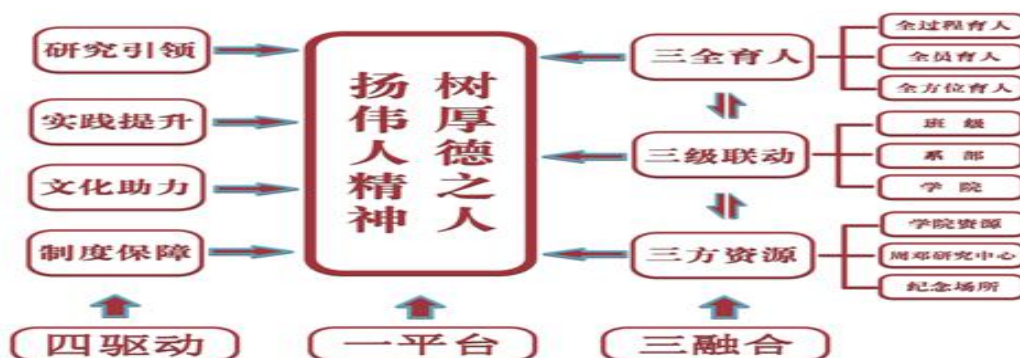 研究引领
实践提升
文化助力
制度保障
扬伟人精神
树厚德之人
三全育人
三级联动
三方资源
全过程育人
全员育人
全方位育人
班 级
系 部
学 院
学院资源
周邓研究中心
纪念场所
四驱动
一平台
三融合